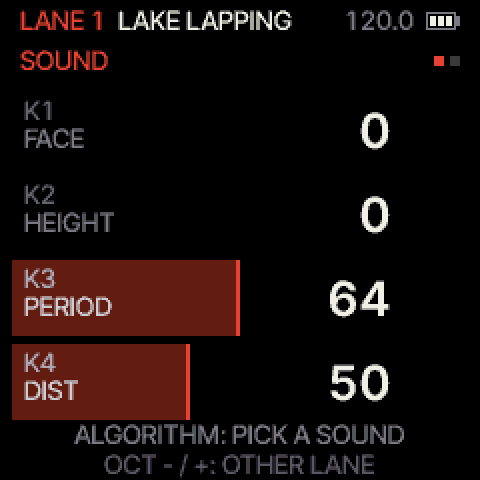 LANE 1 LAKE LAPPING 120.0
SOUND
K1
FACE 0
K2
HEIGHT 0
K3
PERIOD 64
K4
DIST 50
ALGORITHM: PICK A SOUND
OCT - / +: OTHER LANE